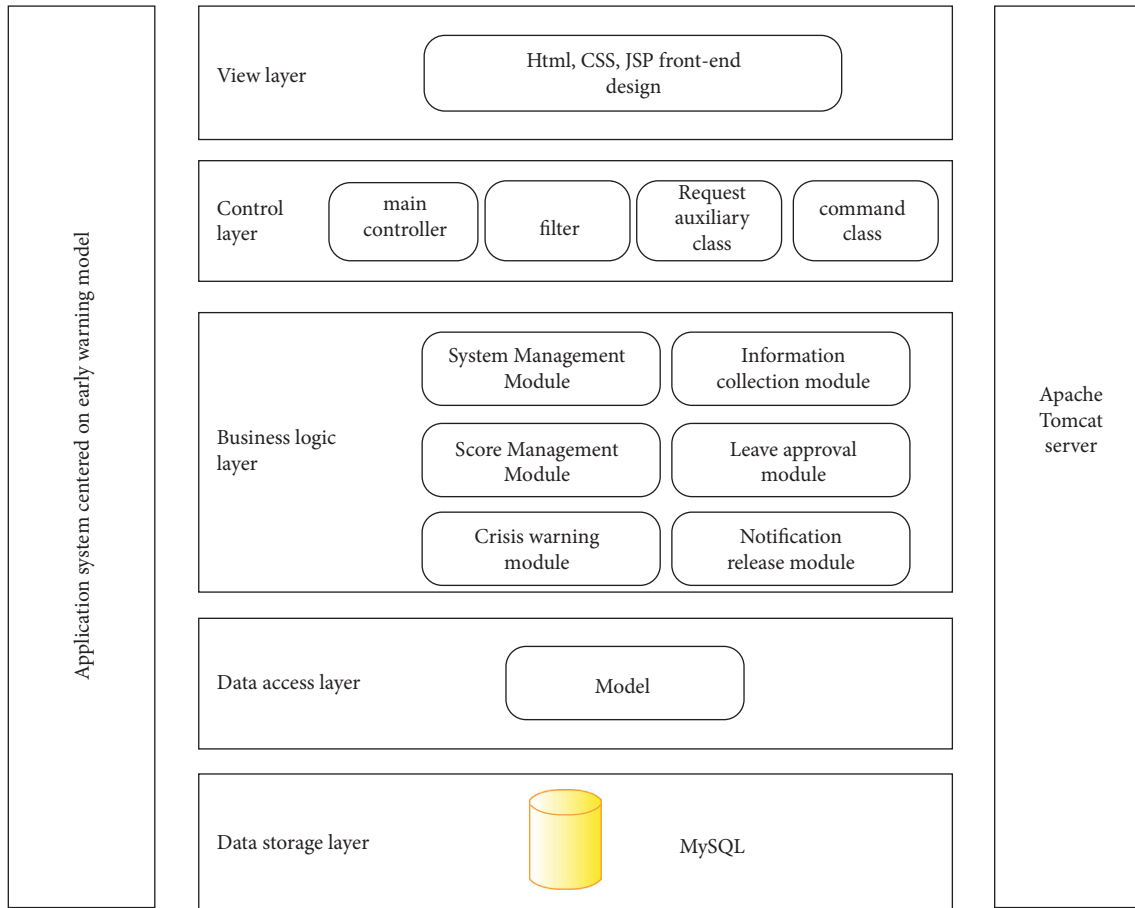 Application system centered on early warning model
View layer
Html, CSS, JSP front-end
design
Control
layer
main
controller
filter
Request
auxiliary
class
command
class
Business logic
layer
System Management
Module
Information
collection module
Score Management
Module
Leave approval
module
Crisis warning
module
Notification
release module
Data access layer
Model
Data storage layer
MySQL
Apache
Tomcat
server